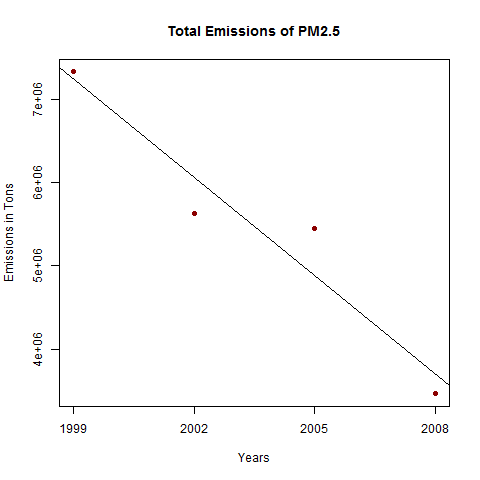 Total Emissions of PM2.5
Emissions in Tons
7e+06
6e+06
5e+06
4e+06
1999 2002 2005 2008
Years